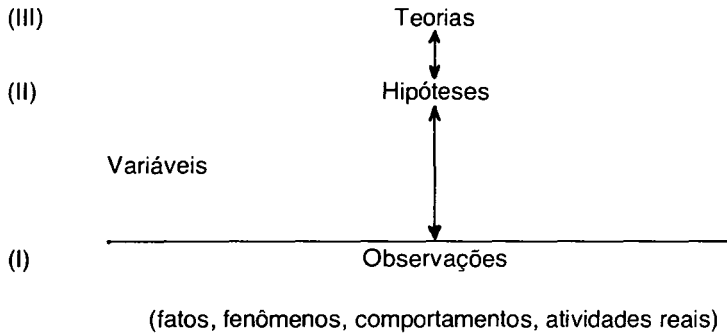 (III) Teorias
(II) Hipóteses
Variáveis
(I) Observações
(fatos, fenômenos, comportamentos, atividades reais)